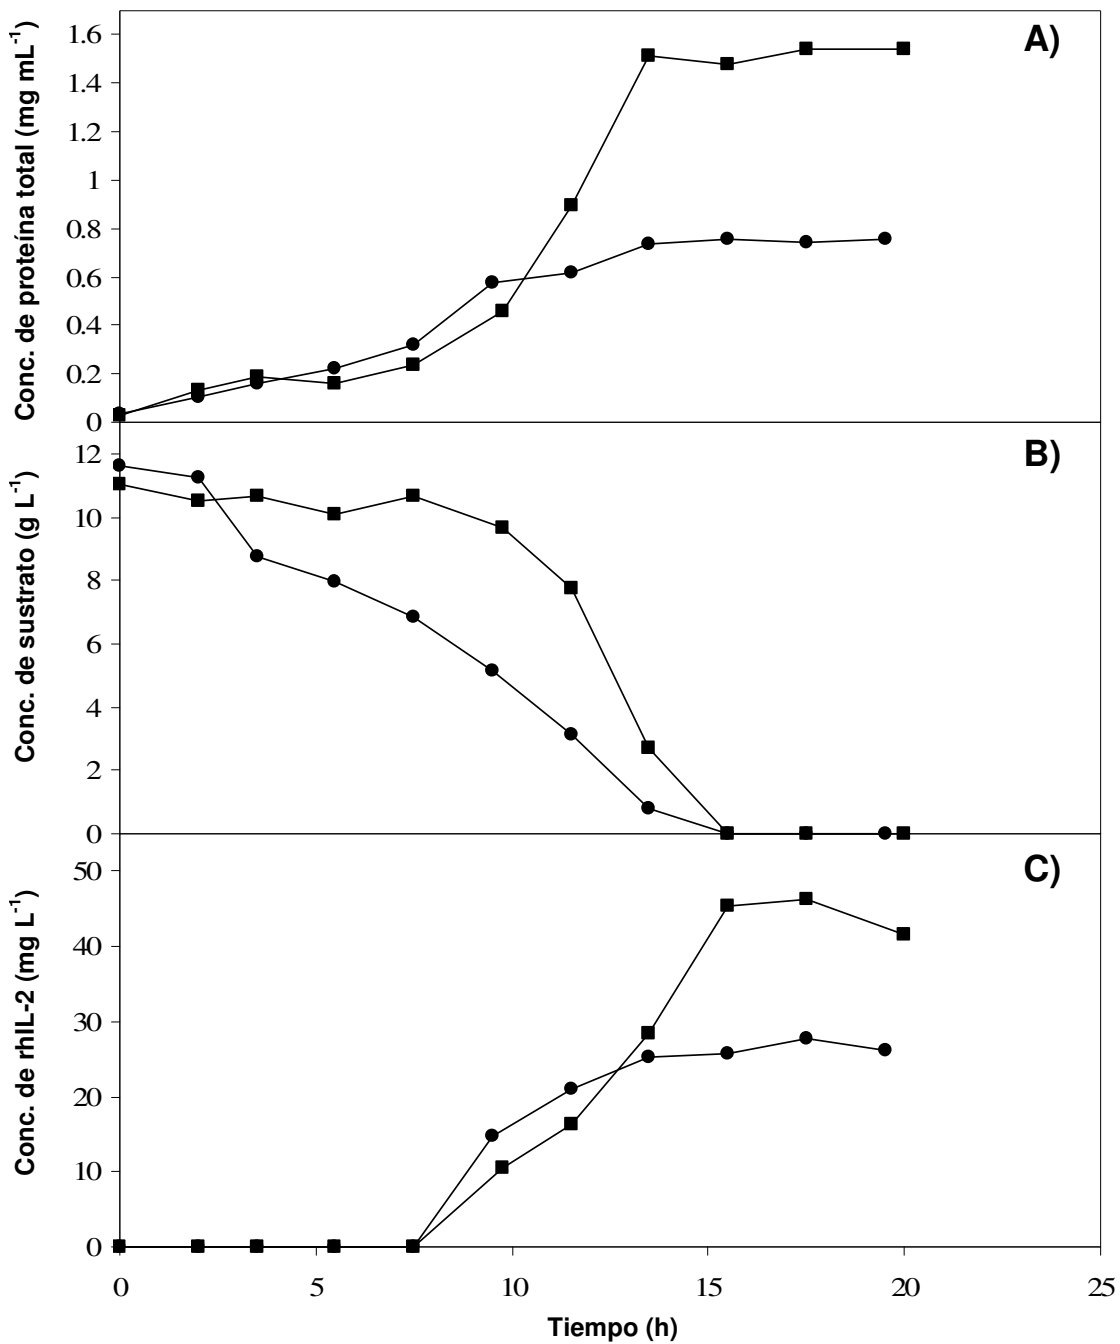 A)
Conc. de proteína total (mg mL-1)
1.6
1.4
1.2
1
0.8
0.6
0.4
0.2
0
B)
Conc. de sustrato (g L-1)
12
10
8
6
4
2
0
C)
Conc. de rhIL-2 (mg L-1)
50
40
30
20
10
0
0 5 10 15 20 25
Tiempo (h)